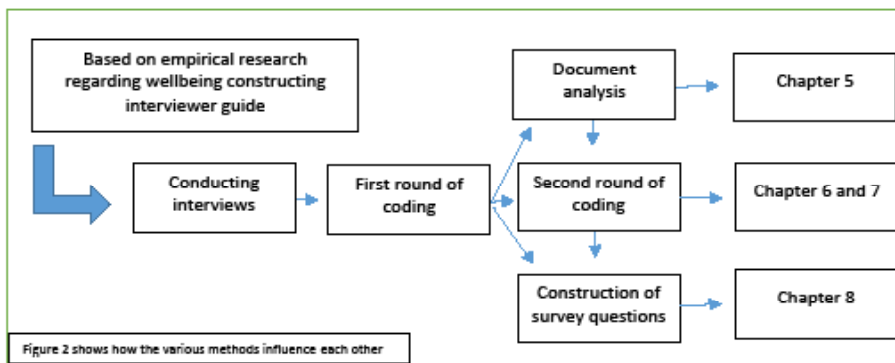 Based on empirical research
regarding wellbeing constructing
interviewer guide
Document
analysis
Chapter 5
Conducting
interviews
First round of
coding
Second round of
coding
Chapter 6 and 7
Construction of
survey questions
Chapter 8
Figure 2 shows how the various methods influence each other